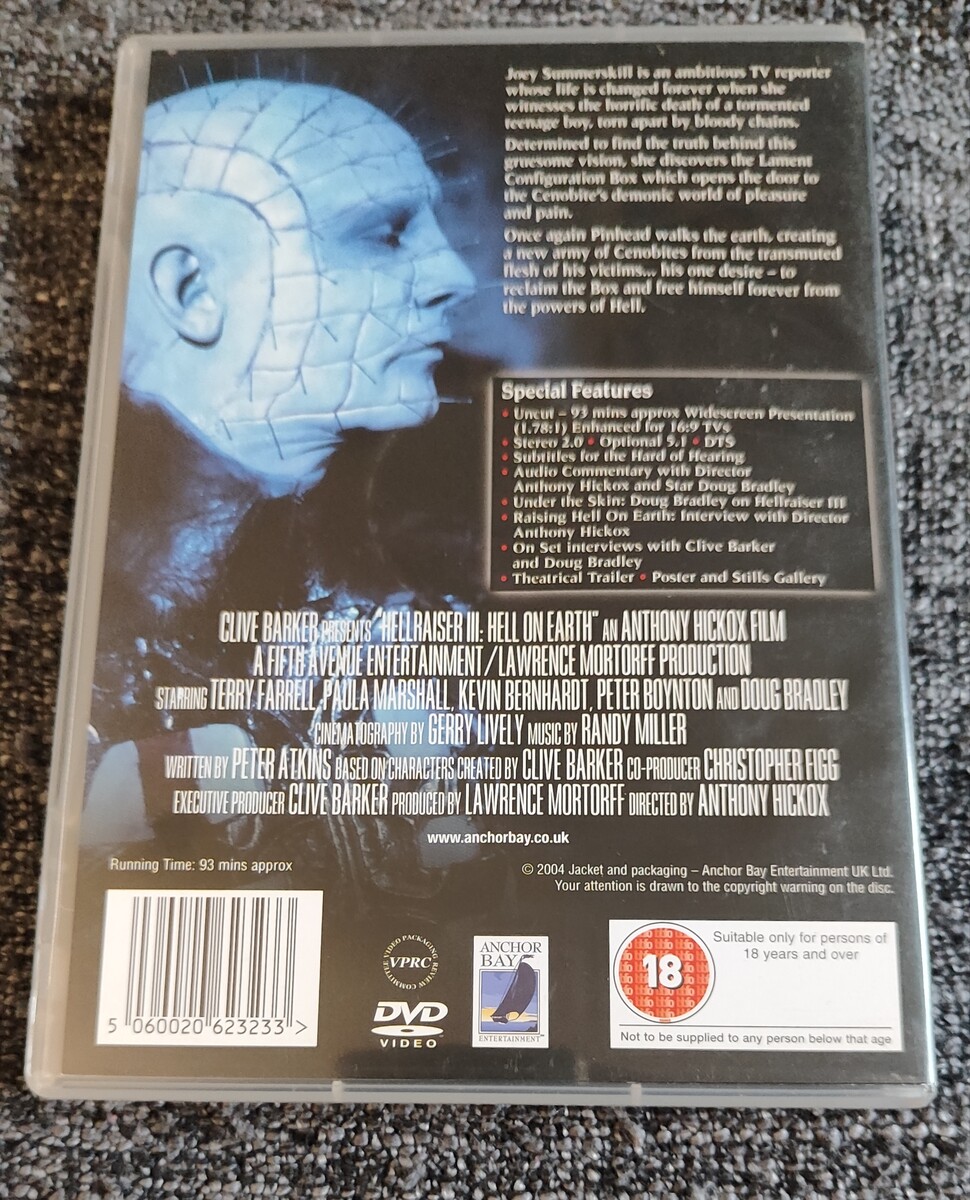 Joey Summerskill is an ambitious TV reporter
whose life is changed forever when she
witnesses the horrific death of a tormented
teenage boy, torn apart by bloody chains.
Determined to find the truth behind this
gruesome vision, she discovers the Lament
Configuration Box which opens the door to
the Cenobite's demonic world of pleasure
and pain.
Once again Pinhead walks the earth, creating
a new army of Cenobites from the transmuted
flesh of his victims... his one desire – to
reclaim the Box and free himself forever from
the powers of Hell.
Special Features
• Uncut – 93 mins approx Widescreen Presentation
(1.78:1) Enhanced for 16:9 TVs
• Stereo 2.0 • Optional 5.1 • DTS
• Subtitles for the Hard of Hearing
• Audio Commentary with Director
Anthony Hickox and Star Doug Bradley
• Under the Skin: Doug Bradley on Hellraiser III
• Raising Hell On Earth: Interview with Director
Anthony Hickox
• On Set interviews with Clive Barker
and Doug Bradley
• Theatrical Trailer • Poster and Stills Gallery
CLIVE BARKER PRESENTS "HELLRAISER III: HELL ON EARTH" AN ANTHONY HICKOX FILM
A FIFTH AVENUE ENTERTAINMENT/LAWRENCE MORTORFF PRODUCTION
STARRING TERRY FARRELL, PAULA MARSHALL, KEVIN BERNHARDT, PETER BOYNTON AND DOUG BRADLEY
CINEMATOGRAPHY BY GERRY LIVELY MUSIC BY RANDY MILLER
WRITTEN BY PETER ATKINS BASED ON CHARACTERS CREATED BY CLIVE BARKER CO-PRODUCER CHRISTOPHER FIGG
EXECUTIVE PRODUCER CLIVE BARKER PRODUCED BY LAWRENCE MORTORFF DIRECTED BY ANTHONY HICKOX
www.anchorbay.co.uk
Running Time: 93 mins approx
© 2004 Jacket and packaging – Anchor Bay Entertainment UK Ltd.
Your attention is drawn to the copyright warning on the disc.
5 060020 623233 >
VIDEO PACKAGING REVIEW COMMITTEE
VPRC
DVD
VIDEO
ANCHOR
BAY
ENTERTAINMENT™
18
Suitable only for persons of
18 years and over
Not to be supplied to any person below that age